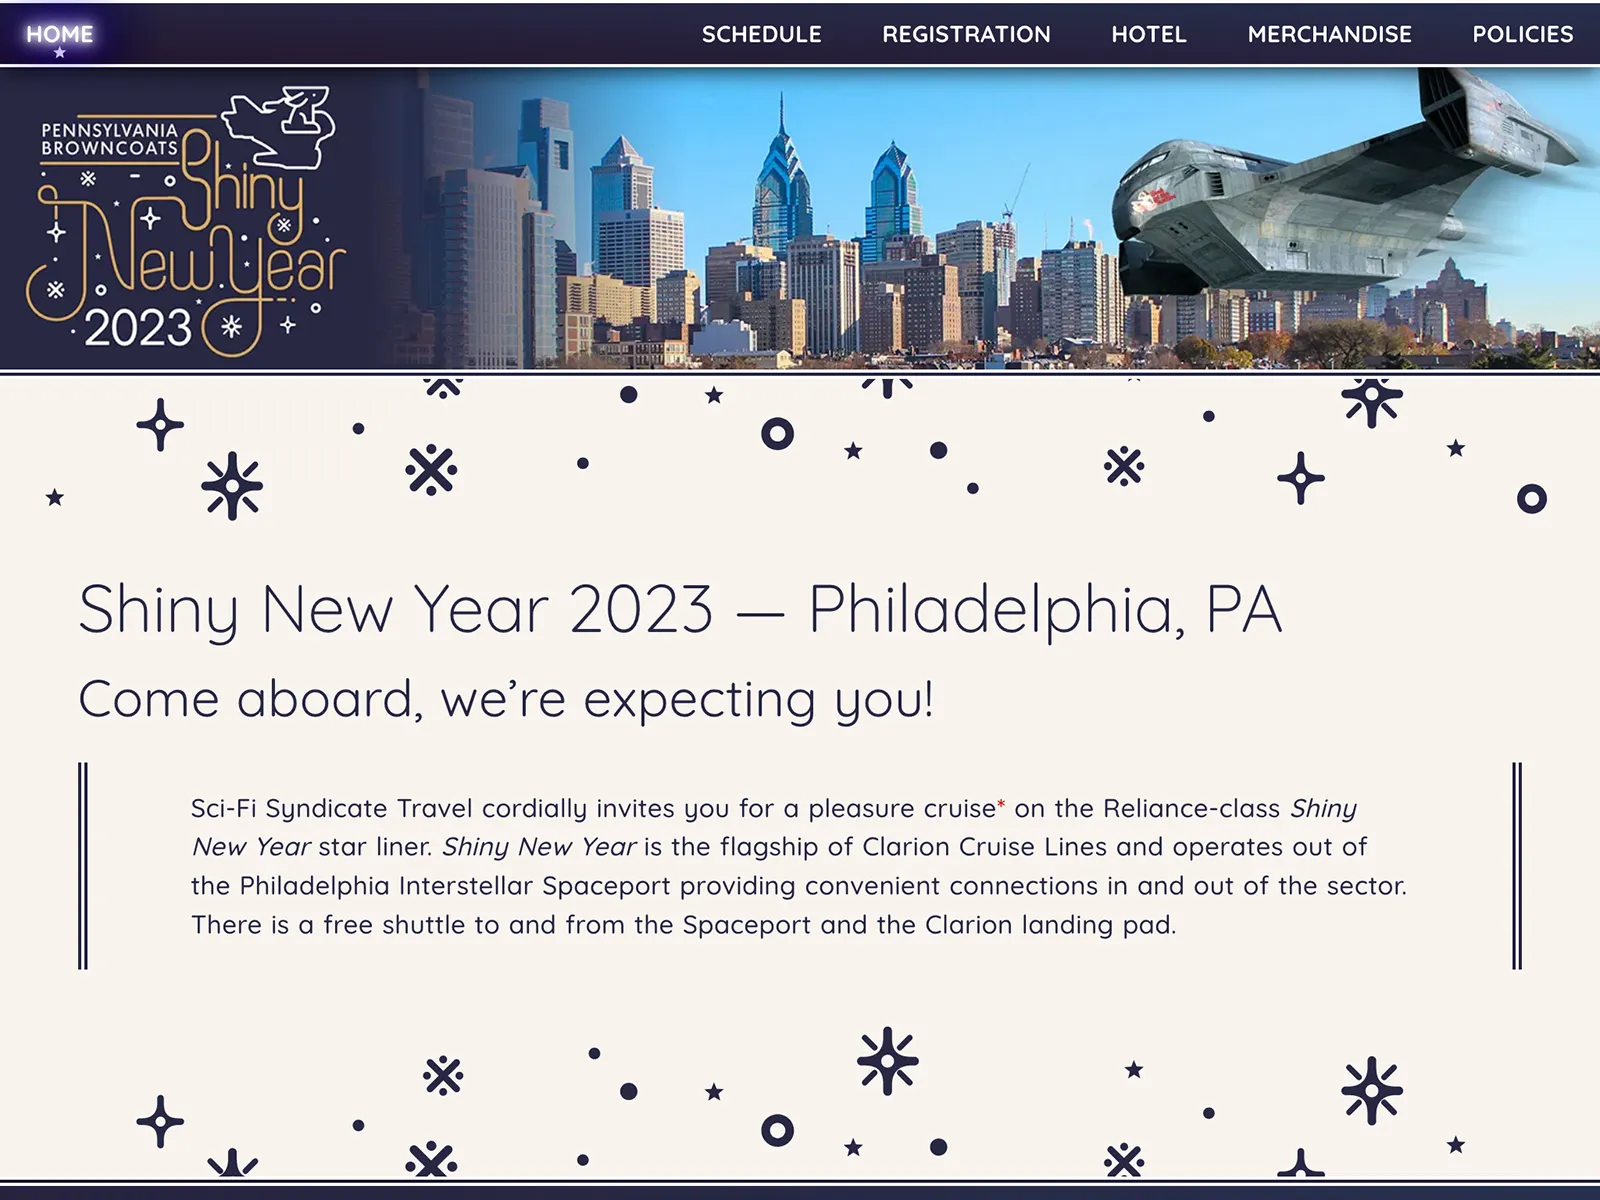 HOME
SCHEDULE
REGISTRATION
HOTEL
MERCHANDISE
POLICIES
PENNSYLVANIA
BROWNCOATS
Shiny
New Year
2023
Shiny New Year 2023 — Philadelphia, PA
Come aboard, we’re expecting you!
Sci-Fi Syndicate Travel cordially invites you for a pleasure cruise* on the Reliance-class Shiny
New Year star liner. Shiny New Year is the flagship of Clarion Cruise Lines and operates out of
the Philadelphia Interstellar Spaceport providing convenient connections in and out of the sector.
There is a free shuttle to and from the Spaceport and the Clarion landing pad.